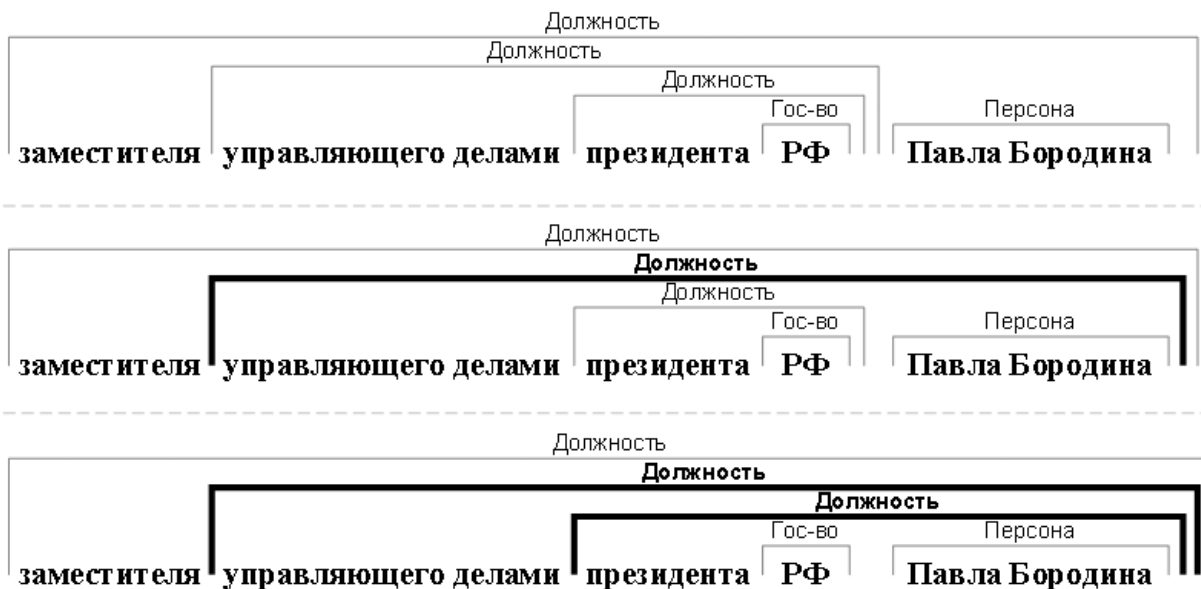 Должность
Должность
Должность
Гос-во Персона
заместителя управляющего делами президента РФ Павла Бородина
Должность
Должность
Должность
Гос-во Персона
заместителя управляющего делами президента РФ Павла Бородина
Должность
Должность
Должность
Гос-во Персона
заместителя управляющего делами президента РФ Павла Бородина